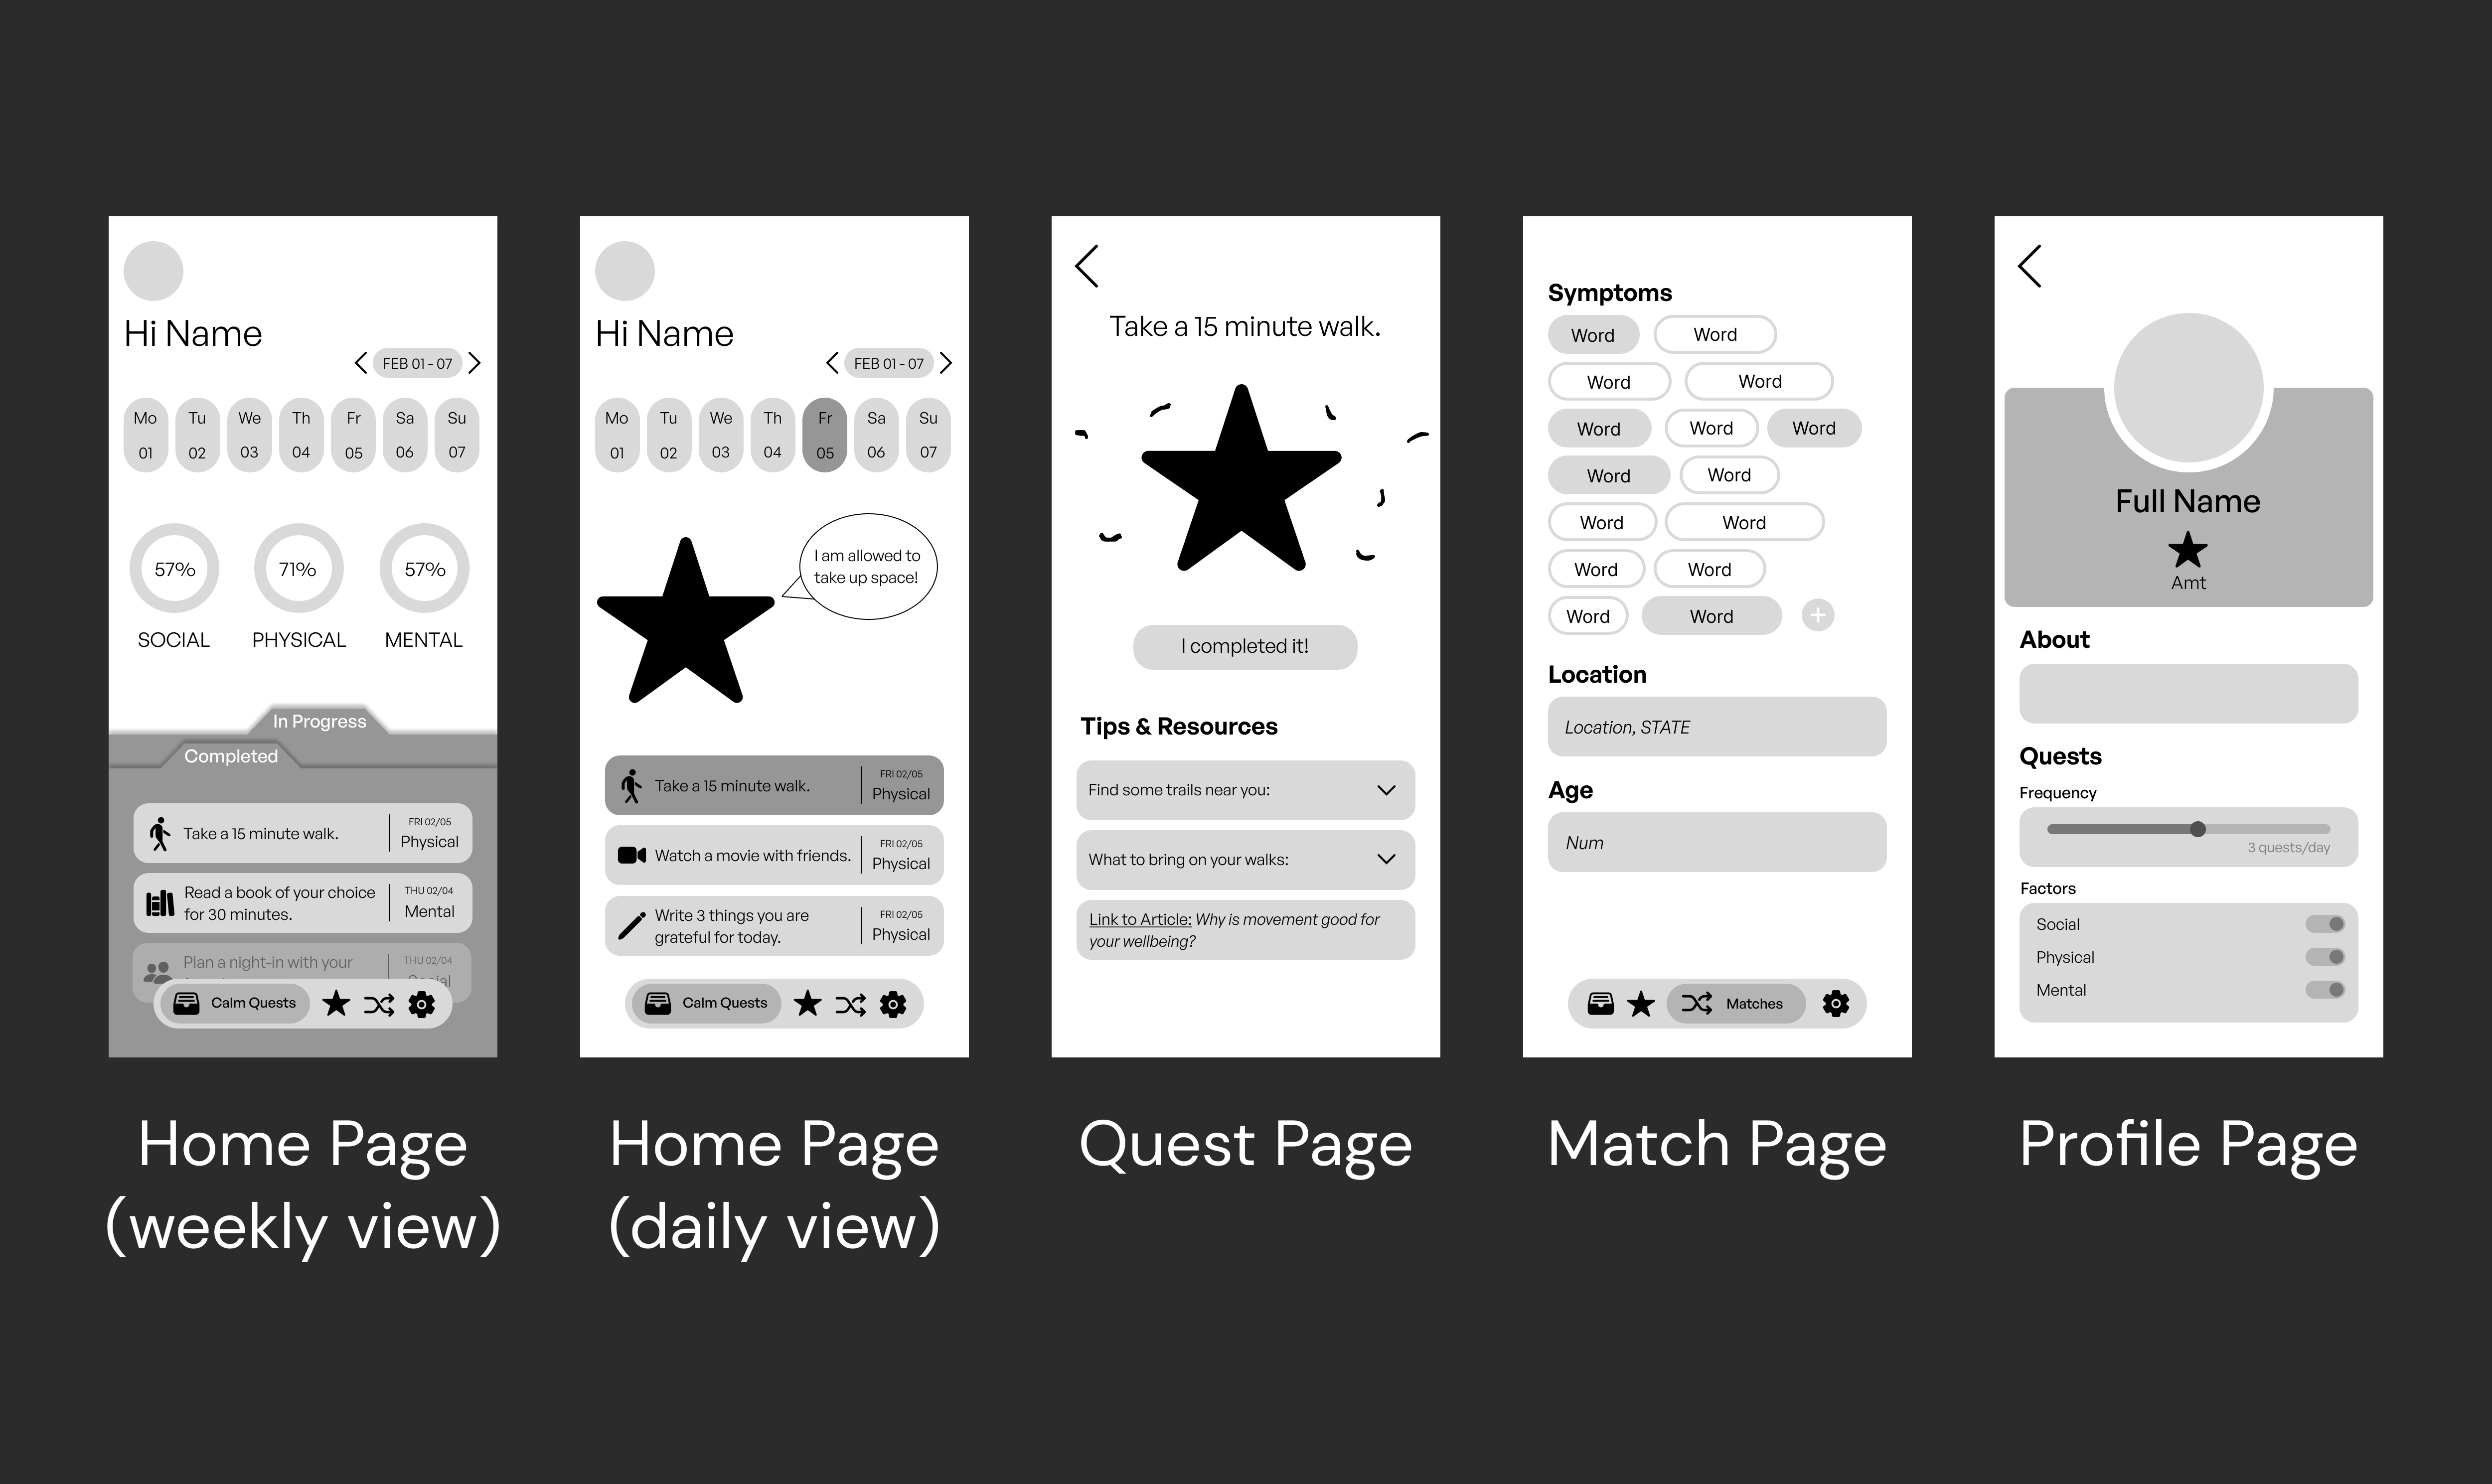 Hi Name
FEB 01 - 07
Mo Tu We Th Fr Sa Su
01 02 03 04 05 06 07
57% 71% 57%
SOCIAL PHYSICAL MENTAL
In Progress
Completed
Take a 15 minute walk.
FRI 02/05
Physical
Read a book of your choice
for 30 minutes.
THU 02/04
Mental
Plan a night-in with your
THU 02/04
Calm Quests
Home Page
(weekly view)
Hi Name
FEB 01 - 07
Mo Tu We Th Fr Sa Su
01 02 03 04 05 06 07
I am allowed to
take up space!
Take a 15 minute walk.
FRI 02/05
Physical
Watch a movie with friends.
FRI 02/05
Physical
Write 3 things you are
grateful for today.
FRI 02/05
Physical
Calm Quests
Home Page
(daily view)
Take a 15 minute walk.
I completed it!
Tips & Resources
Find some trails near you:
What to bring on your walks:
Link to Article: Why is movement good for
your wellbeing?
Quest Page
Symptoms
Word Word
Word Word
Word Word Word
Word Word
Word Word
Word Word
Word Word
Location
Location, STATE
Age
Num
Matches
Match Page
Full Name
Amt
About
Quests
Frequency
3 quests/day
Factors
Social
Physical
Mental
Profile Page